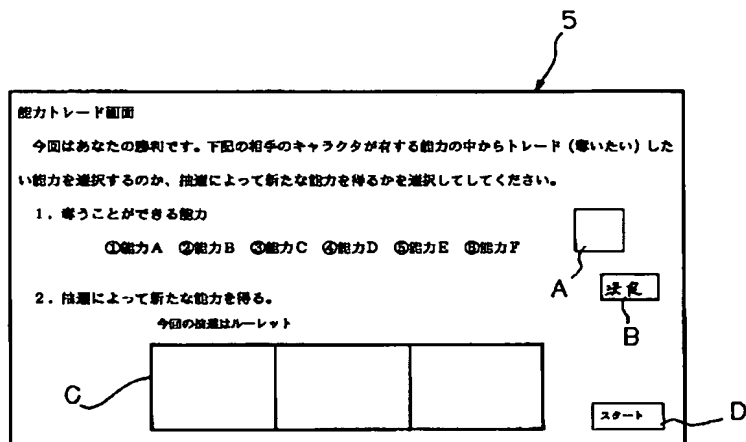 5
能力トレード画面
今回はあなたの勝利です。下記の相手のキャラクタが有する能力の中からトレード（奪いたい）した
い能力を選択するのか、抽選によって新たな能力を得るかを選択してしてください。
1．奪うことができる能力
①能力A ②能力B ③能力C ④能力D ⑤能力E ⑥能力F
A
決定
B
2．抽選によって新たな能力を得る。
今回の抽選はルーレット
C
スタート
D